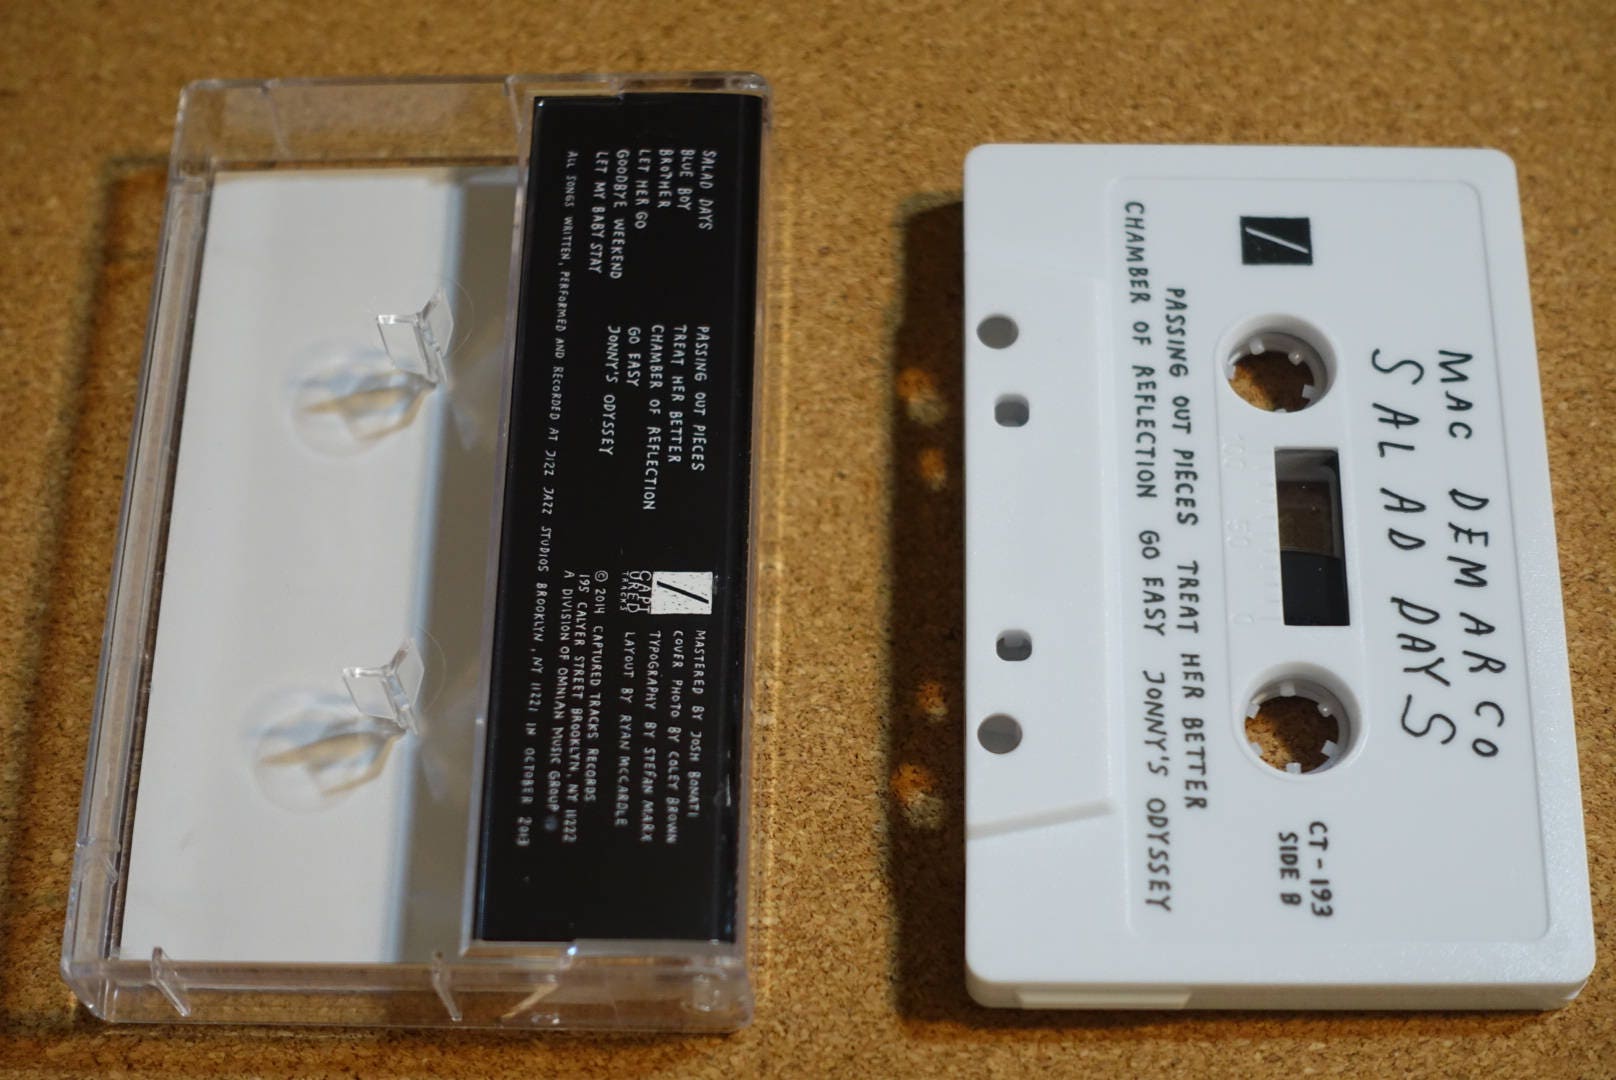 SALAD DAYS
BLUE BOY
BROTHER
LET HER GO
GOODBYE WEEKEND
LET MY BABY STAY
PASSING OUT PIECES
TREAT HER BETTER
CHAMBER OF REFLECTION
GO EASY
JONNY'S ODYSSEY
CAPT
URED
TRACKS
MASTERED BY JOSH BONATI
COVER PHOTO BY COLEY BROWN
TYPOGRAPHY BY STEFAN MARX
LAYOUT BY RYAN MCCARDLE
© 2014 CAPTURED TRACKS RECORDS
195 CALYER STREET BROOKLYN, NY 11222
A DIVISION OF OMNIAN MUSIC GROUP
ALL SONGS WRITTEN, PERFORMED AND RECORDED AT JIZZ JAZZ STUDIOS BROOKLYN, NY 11221 IN OCTOBER 2013
MAC DEMARCO
SALAD DAYS
CT-193
SIDE B
PASSING OUT PIECES TREAT HER BETTER
CHAMBER OF REFLECTION GO EASY JONNY'S ODYSSEY